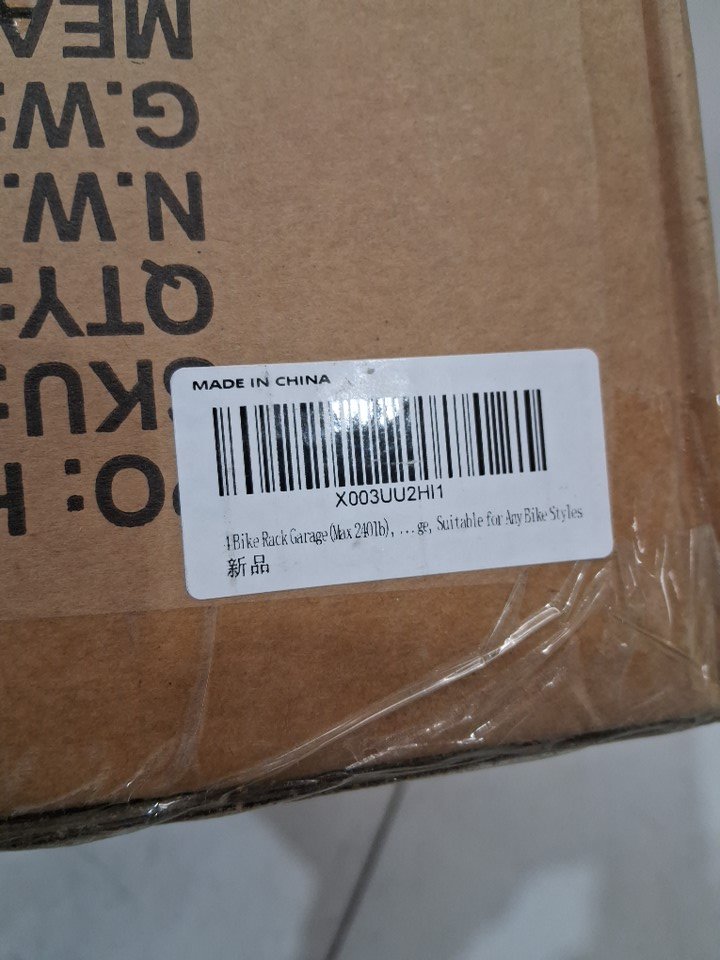 MEA
G.W:
N.W.
QTY:
SKU:
PO: H
MADE IN CHINA
X003UU2HI1
4 Bike Rack Garage (Max 240lb), ... ge, Suitable for Any Bike Styles
新品